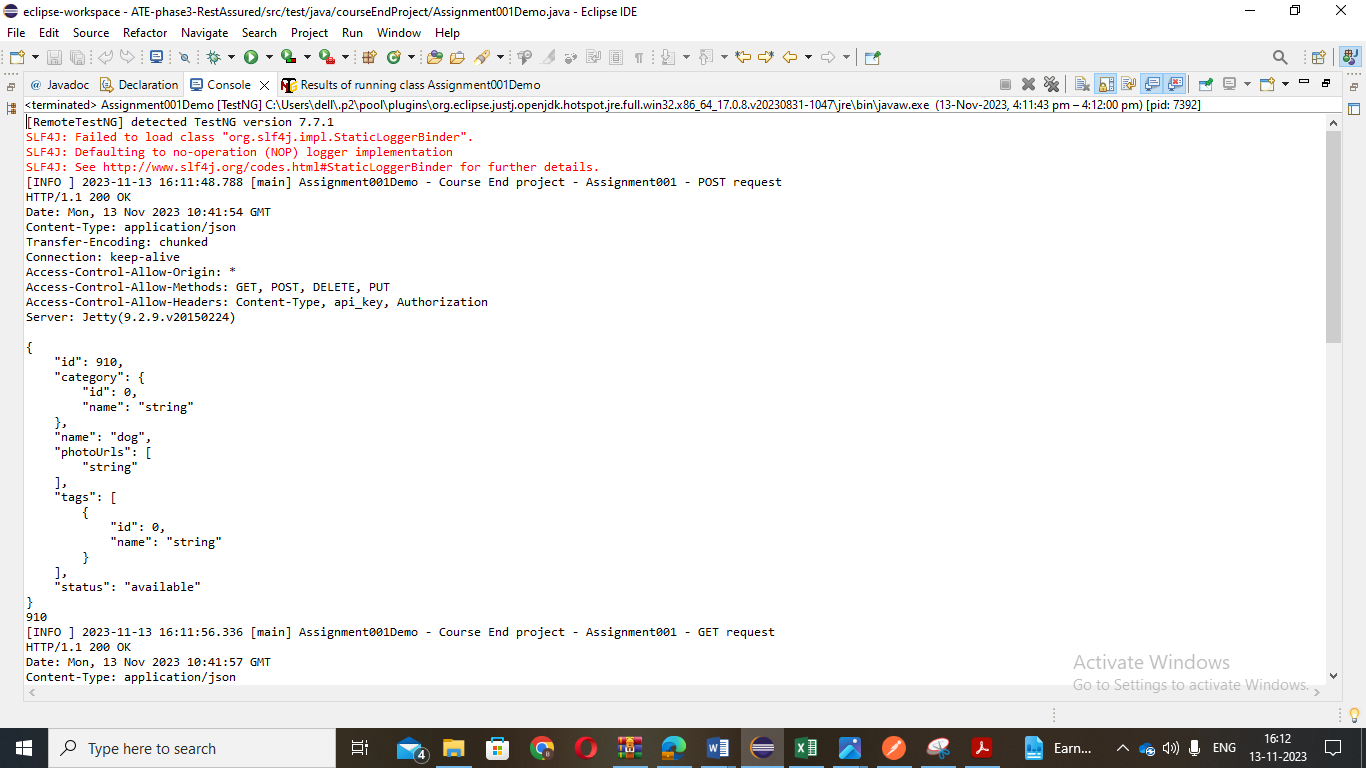 eclipse-workspace - ATE-phase3-RestAssured/src/test/java/courseEndProject/Assignment001Demo.java - Eclipse IDE
File Edit Source Refactor Navigate Search Project Run Window Help
@ Javadoc Declaration Console Results of running class Assignment001Demo
<terminated> Assignment001Demo [TestNG] C:\Users\dell\.p2\pool\plugins\org.eclipse.justj.openjdk.hotspot.jre.full.win32.x86_64_17.0.8.v20230831-1047\jre\bin\javaw.exe (13-Nov-2023, 4:11:43 pm – 4:12:00 pm) [pid: 7392]
[RemoteTestNG] detected TestNG version 7.7.1
SLF4J: Failed to load class "org.slf4j.impl.StaticLoggerBinder".
SLF4J: Defaulting to no-operation (NOP) logger implementation
SLF4J: See http://www.slf4j.org/codes.html#StaticLoggerBinder for further details.
[INFO ] 2023-11-13 16:11:48.788 [main] Assignment001Demo - Course End project - Assignment001 - POST request
HTTP/1.1 200 OK
Date: Mon, 13 Nov 2023 10:41:54 GMT
Content-Type: application/json
Transfer-Encoding: chunked
Connection: keep-alive
Access-Control-Allow-Origin: *
Access-Control-Allow-Methods: GET, POST, DELETE, PUT
Access-Control-Allow-Headers: Content-Type, api_key, Authorization
Server: Jetty(9.2.9.v20150224)
{
"id": 910,
"category": {
"id": 0,
"name": "string"
},
"name": "dog",
"photoUrls": [
"string"
],
"tags": [
{
"id": 0,
"name": "string"
}
],
"status": "available"
}
910
[INFO ] 2023-11-13 16:11:56.336 [main] Assignment001Demo - Course End project - Assignment001 - GET request
HTTP/1.1 200 OK
Date: Mon, 13 Nov 2023 10:41:57 GMT
Content-Type: application/json
Activate Windows
Go to Settings to activate Windows.
Type here to search
4
Earn...
ENG
16:12
13-11-2023